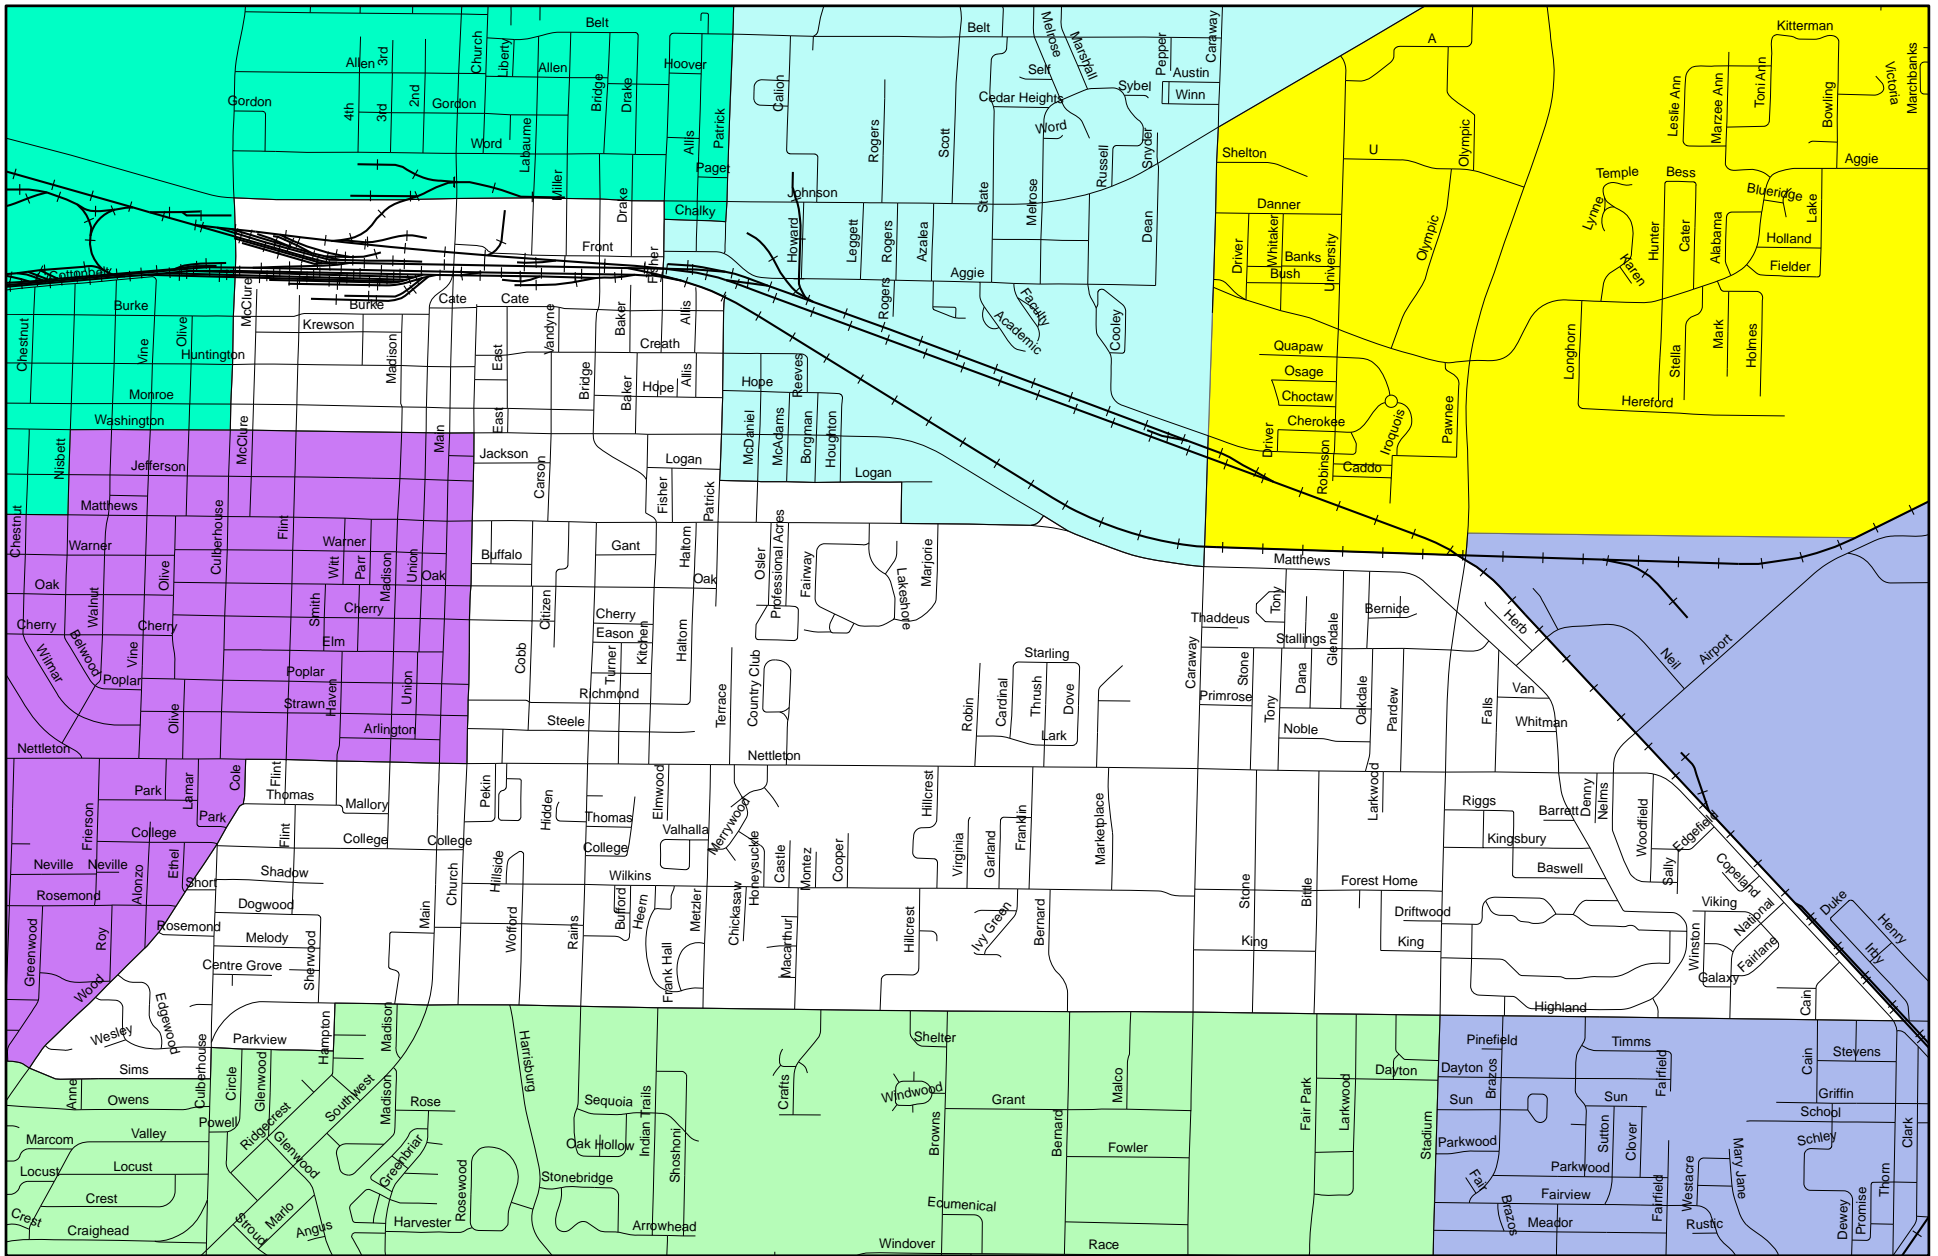 Belt
Belt
Caraway
Melrose
Marshall
A
Kitterman
Marchbanks
Church
Liberty
Allen
3rd
Allen
Hoover
Pepper
Austin
Self
Sybel
Winn
Toni Ann
Victoria
Gordon
4th
3rd
2nd
Gordon
Bridge
Drake
Calion
Cedar Heights
Leslie Ann
Marzee Ann
Bowling
Word
Labaume
Allis
Patrick
Rogers
Scott
Word
Russell
Snyder
Shelton
U
Olympic
Aggie
Paget
Miller
Johnson
State
Melrose
Temple
Bess
Blueridge
Lake
Drake
Chalky
Dean
Danner
Lynne
Front
Fisher
Howard
Leggett
Rogers
Azalea
Driver
Whitaker
Banks
Bush
University
Olympic
Hunter
Cater
Alabama
Holland
Fielder
Karen
Cottonbelt
Aggie
Burke
McClure
Burke
Cate
Cate
Rogers
Faculty
Academic
Cooley
Chestnut
Vine
Olive
Huntington
Krewson
Madison
Vandyne
Baker
Allis
Creath
East
Quapaw
Osage
Choctaw
Cherokee
Longhorn
Stella
Mark
Holmes
Monroe
Bridge
Baker
Hope
Allis
Hope
Reeves
Hereford
Washington
McClure
Main
East
McDaniel
McAdams
Borgman
Houghton
Driver
Iroquois
Pawnee
Nisbett
Jefferson
Jackson
Carson
Logan
Logan
Robinson
Caddo
Fisher
Patrick
Chestnut
Matthews
Culberhouse
Flint
Warner
Warner
Witt
Parr
Madison
Union
Oak
Buffalo
Gant
Haltom
Oak
Osler
Professional Acres
Fairway
Lakeshore
Marjorie
Matthews
Oak
Walnut
Olive
Smith
Cherry
Citizen
Cherry
Eason
Kitchen
Haltom
Thaddeus
Tony
Bernice
Herb
Cherry
Wilmar
Belwood
Cherry
Vine
Elm
Cobb
Turner
Stallings
Glendale
Neil
Airport
Poplar
Poplar
Haven
Union
Richmond
Country Club
Starling
Caraway
Stone
Dana
Primrose
Van
Olive
Strawn
Arlington
Steele
Terrace
Robin
Cardinal
Thrush
Dove
Lark
Tony
Noble
Oakdale
Pardew
Falls
Whitman
Nettleton
Nettleton
Park
Lamar
Cole
Flint
Thomas
Mallory
Pekin
Hidden
Elmwood
Hillcrest
Larkwood
Riggs
Barrett
Denny
Nelms
Frierson
Park
College
Flint
College
College
Thomas
College
Valhalla
Merrywood
Honeysuckle
Virginia
Garland
Franklin
Marketplace
Kingsbury
Woodfield
Edgefield
Neville
Neville
Alonzo
Ethel
Short
Shadow
Church
Hillside
Wilkins
Castle
Montez
Cooper
Stone
Bittle
Forest Home
Baswell
Sally
Copeland
Rosemond
Greenwood
Roy
Rosemond
Dogwood
Melody
Main
Wofford
Rains
Bufford
Heern
Metzler
Chickasaw
Hillcrest
Ivy Green
Bernard
Driftwood
Viking
National
Duke
Henry
Centre Grove
Sherwood
Frank Hall
Macarthur
King
King
Winston
Fairlane
Irby
Galaxy
Wood
Edgewood
Highland
Cain
Wesley
Culberhouse
Parkview
Hampton
Madison
Harrisburg
Shelter
Pinefield
Timms
Cain
Stevens
Sims
Anne
Owens
Circle
Glenwood
Southwest
Madison
Rose
Sequoia
Indian Trails
Crafts
Windwood
Grant
Malco
Fair Park
Larkwood
Dayton
Dayton
Brazos
Fairfield
Griffin
Sun
Sun
School
Powell
Ridgecrest
Glenwood
Marcom
Valley
Greenbriar
Oak Hollow
Shoshoni
Browns
Bernard
Fowler
Stadium
Parkwood
Sutton
Clover
Schley
Clark
Locust
Locust
Stonebridge
Parkwood
Fair
Westacre
Mary Jane
Thorn
Crest
Crest
Rosewood
Ecumenical
Fairview
Fairfield
Craighead
Stroud
Marlo
Angus
Harvester
Arrowhead
Windover
Race
Brazos
Meador
Rustic
Dewey
Promise